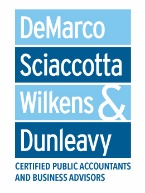 DeMarco
Sciaccotta
Wilkens &
Dunleavy
CERTIFIED PUBLIC ACCOUNTANTS
AND BUSINESS ADVISORS